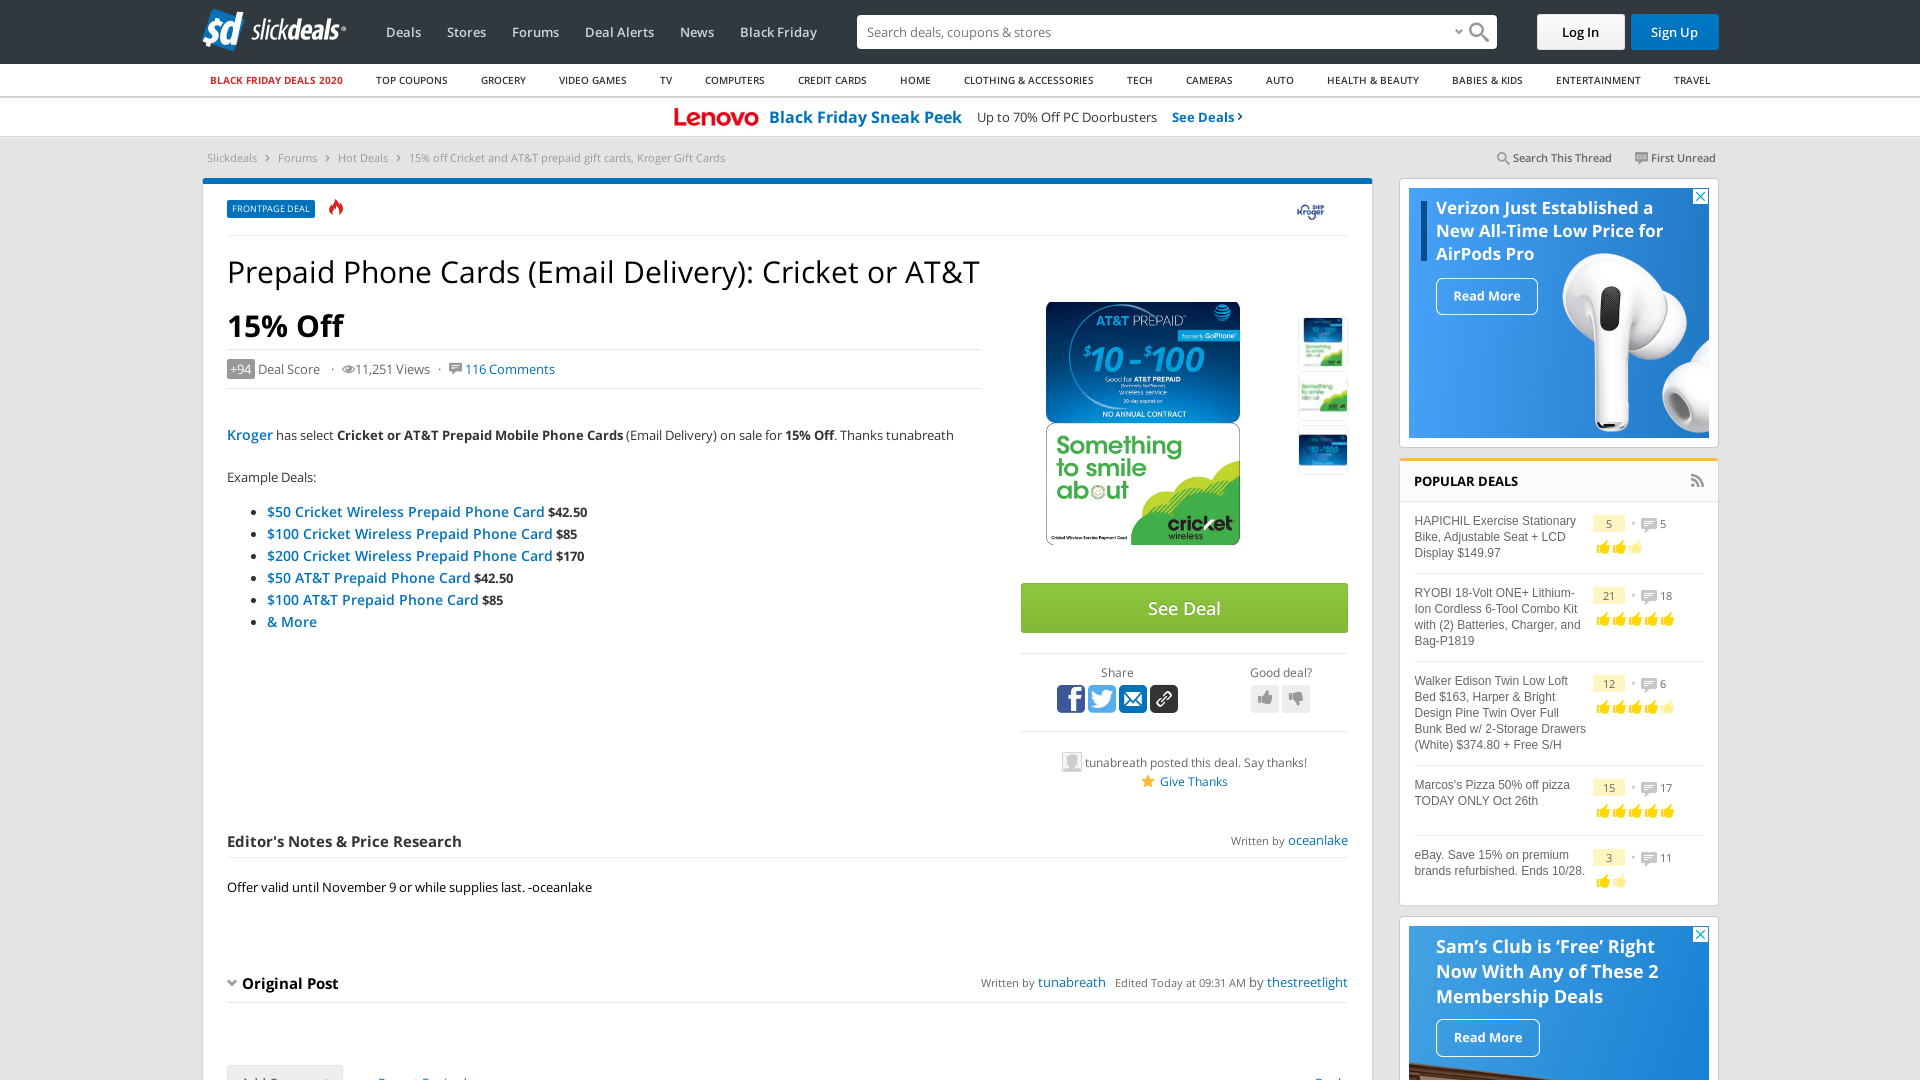 slickdeals
Deals
Stores
Forums
Deal Alerts
News
Black Friday
Search deals, coupons & stores
Log In
Sign Up
BLACK FRIDAY DEALS 2020
TOP COUPONS
GROCERY
VIDEO GAMES
TV
COMPUTERS
CREDIT CARDS
HOME
CLOTHING & ACCESSORIES
TECH
CAMERAS
AUTO
HEALTH & BEAUTY
BABIES & KIDS
ENTERTAINMENT
TRAVEL
Lenovo Black Friday Sneak Peek Up to 70% Off PC Doorbusters See Deals ›
Slickdeals > Forums > Hot Deals > 15% off Cricket and AT&T prepaid gift cards, Kroger Gift Cards
Search This Thread
First Unread
FRONTPAGE DEAL
Kroger SHIP
Prepaid Phone Cards (Email Delivery): Cricket or AT&T
15% Off
+94 Deal Score · 11,251 Views · 116 Comments
Kroger has select Cricket or AT&T Prepaid Mobile Phone Cards (Email Delivery) on sale for 15% Off. Thanks tunabreath
Example Deals:
• $50 Cricket Wireless Prepaid Phone Card $42.50
• $100 Cricket Wireless Prepaid Phone Card $85
• $200 Cricket Wireless Prepaid Phone Card $170
• $50 AT&T Prepaid Phone Card $42.50
• $100 AT&T Prepaid Phone Card $85
• & More
AT&T PREPAID
formerly GoPhone
$10 - $100
Good for AT&T PREPAID
(formerly GoPhone)
wireless service
30-day expiration
NO ANNUAL CONTRACT
Something
to smile
about
cricket
wireless
Cricket Wireless Service Payment Card
See Deal
Share
Good deal?
tunabreath posted this deal. Say thanks!
Give Thanks
Editor's Notes & Price Research
Written by oceanlake
Offer valid until November 9 or while supplies last. -oceanlake
Original Post
Written by tunabreath Edited Today at 09:31 AM by thestreetlight
Verizon Just Established a
New All-Time Low Price for
AirPods Pro
Read More
POPULAR DEALS
HAPICHIL Exercise Stationary
Bike, Adjustable Seat + LCD
Display $149.97
5 • 5
RYOBI 18-Volt ONE+ Lithium-
Ion Cordless 6-Tool Combo Kit
with (2) Batteries, Charger, and
Bag-P1819
21 • 18
Walker Edison Twin Low Loft
Bed $163, Harper & Bright
Design Pine Twin Over Full
Bunk Bed w/ 2-Storage Drawers
(White) $374.80 + Free S/H
12 • 6
Marcos's Pizza 50% off pizza
TODAY ONLY Oct 26th
15 • 17
eBay. Save 15% on premium
brands refurbished. Ends 10/28.
3 • 11
Sam's Club is ‘Free’ Right
Now With Any of These 2
Membership Deals
Read More